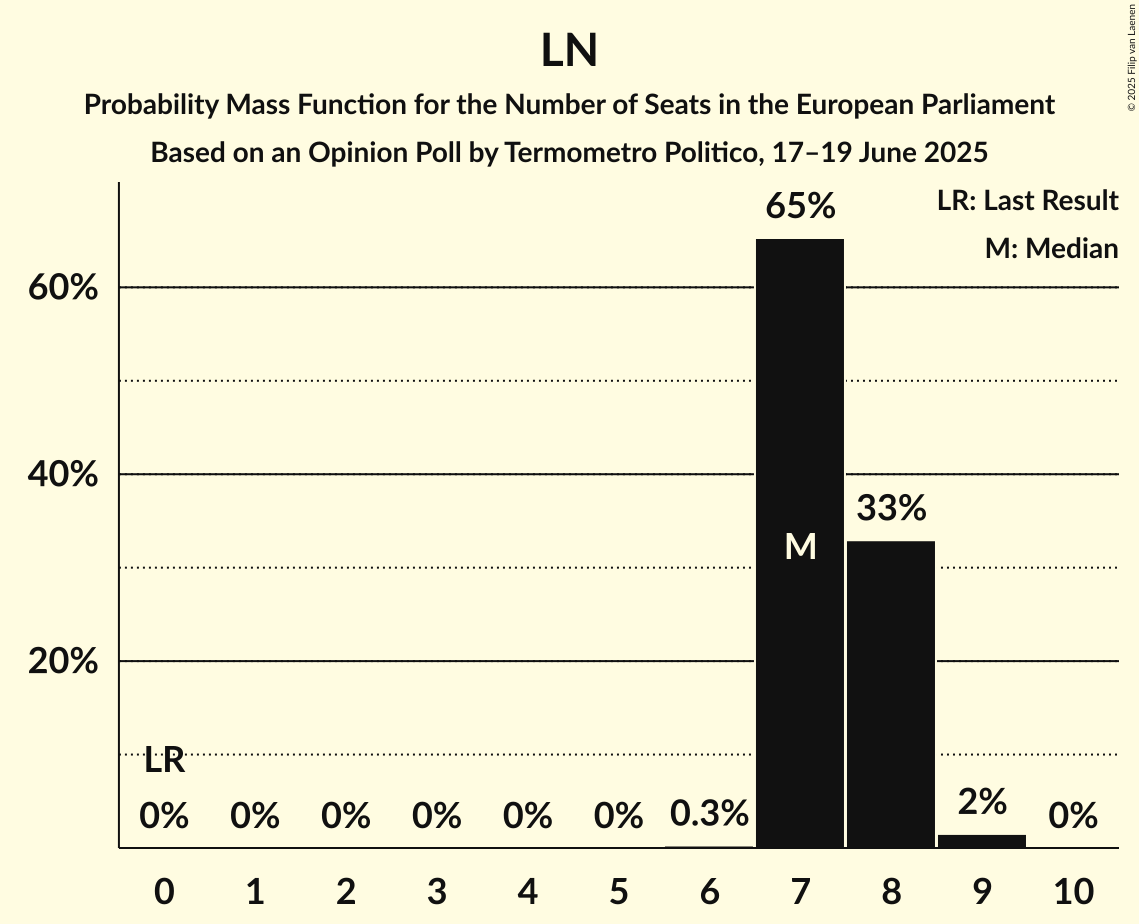 LN
Probability Mass Function for the Number of Seats in the European Parliament
Based on an Opinion Poll by Termometro Politico, 17–19 June 2025
© 2025 Filip van Laenen
LR: Last Result
M: Median
65%
60%
40%
33%
M
20%
LR
0% 0% 0% 0% 0% 0% 0.3% 2% 0%
0 1 2 3 4 5 6 7 8 9 10